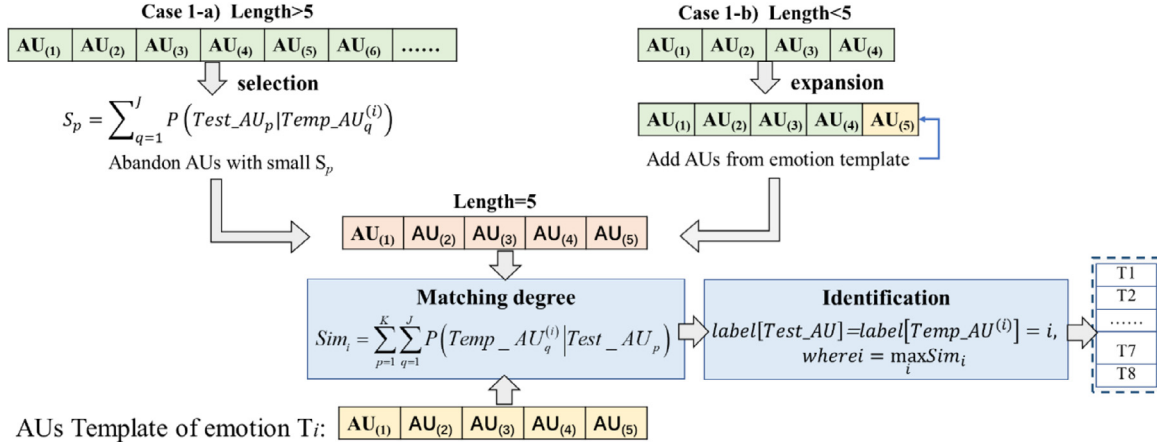 Case 1-a) Length>5
AU(1) AU(2) AU(3) AU(4) AU(5) AU(6) ……
selection
S_p = ∑_{q=1}^{J} P(Test_AU_p|Temp_AU_q^{(i)})
Abandon AUs with small S_p
Case 1-b) Length<5
AU(1) AU(2) AU(3) AU(4)
expansion
AU(1) AU(2) AU(3) AU(4) AU(5)
Add AUs from emotion template
Length=5
AU(1) AU(2) AU(3) AU(4) AU(5)
Matching degree
Sim_i = ∑_{p=1}^{K} ∑_{q=1}^{J} P(Temp_AU_q^{(i)}|Test_AU_p)
Identification
label[Test_AU]=label[Temp_AU^{(i)}] = i,
wherei = max_i Sim_i
T1
T2
……
T7
T8
AUs Template of emotion Ti:
AU(1) AU(2) AU(3) AU(4) AU(5)